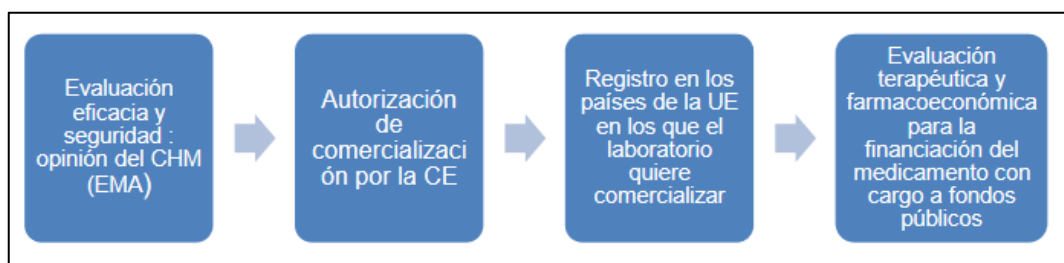 Evaluación
eficacia y
seguridad :
opinión del CHM
(EMA)
Autorización
de
comercializaci
ón por la CE
Registro en los
países de la UE
en los que el
laboratorio
quiere
comercializar
Evaluación
terapéutica y
farmacoeconómica
para la
financiación del
medicamento con
cargo a fondos
públicos